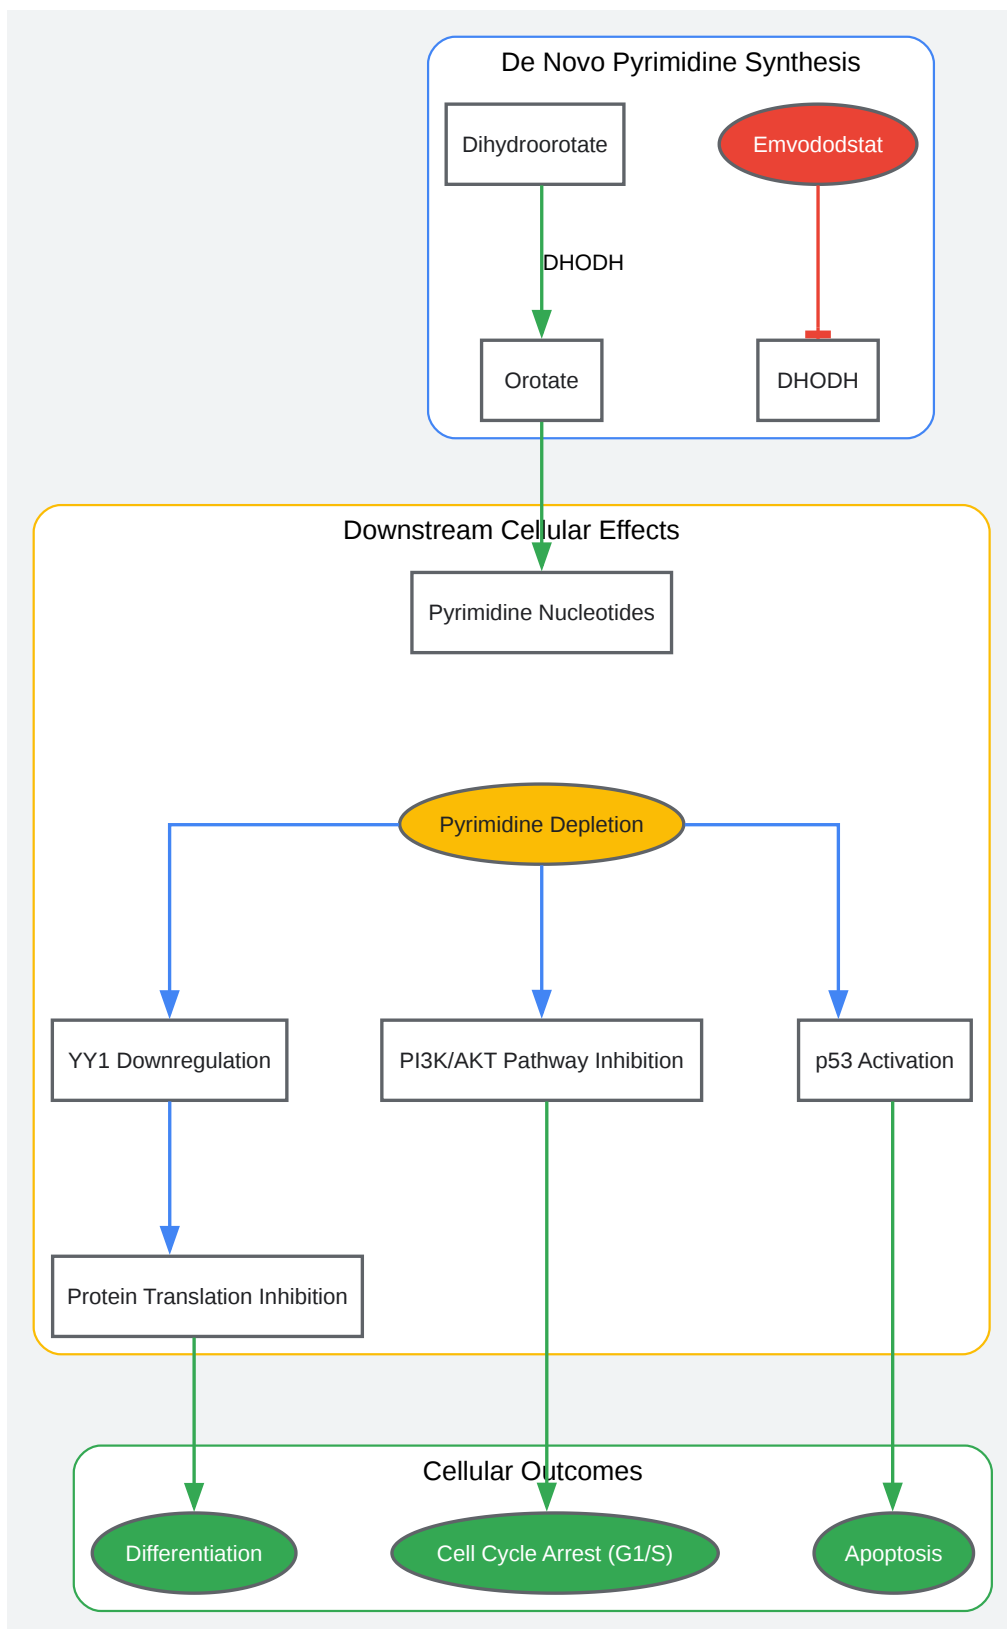 De Novo Pyrimidine Synthesis
Dihydroorotate
Emvododstat
DHODH
Orotate
DHODH
Downstream Cellular Effects
Pyrimidine Nucleotides
Pyrimidine Depletion
YY1 Downregulation
PI3K/AKT Pathway Inhibition
p53 Activation
Protein Translation Inhibition
Cellular Outcomes
Differentiation
Cell Cycle Arrest (G1/S)
Apoptosis